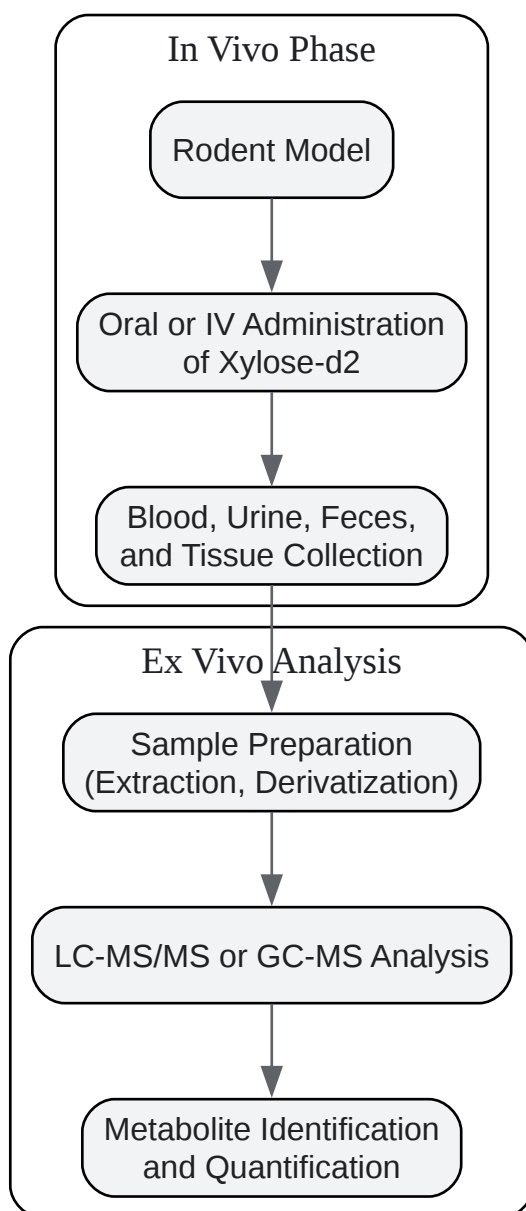 In Vivo Phase
Rodent Model
Oral or IV Administration
of Xylose-d2
Blood, Urine, Feces,
and Tissue Collection
Ex Vivo Analysis
Sample Preparation
(Extraction, Derivatization)
LC-MS/MS or GC-MS Analysis
Metabolite Identification
and Quantification